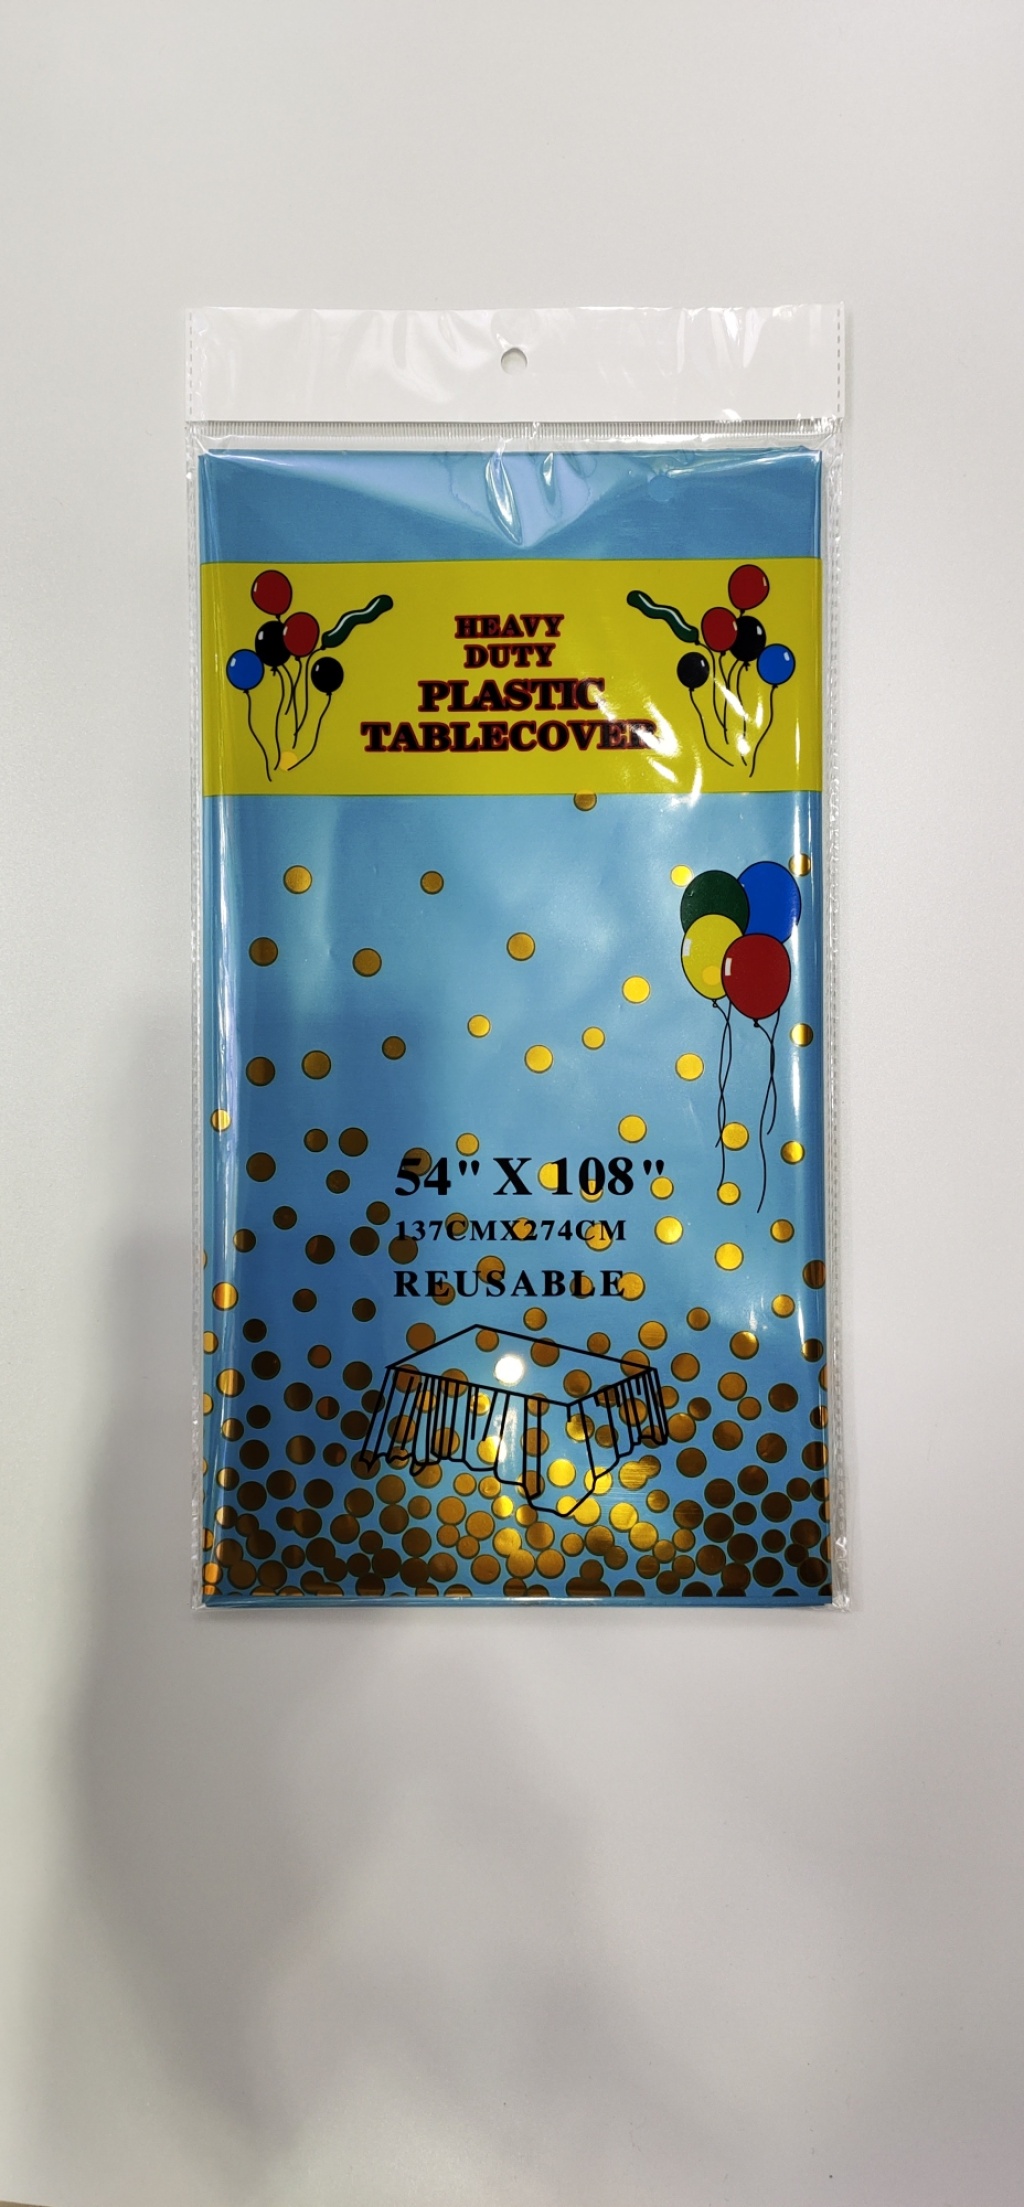 HEAVY
DUTY
PLASTIC
TABLECOVER
54" X 108"
137CMX274CM
REUSABLE